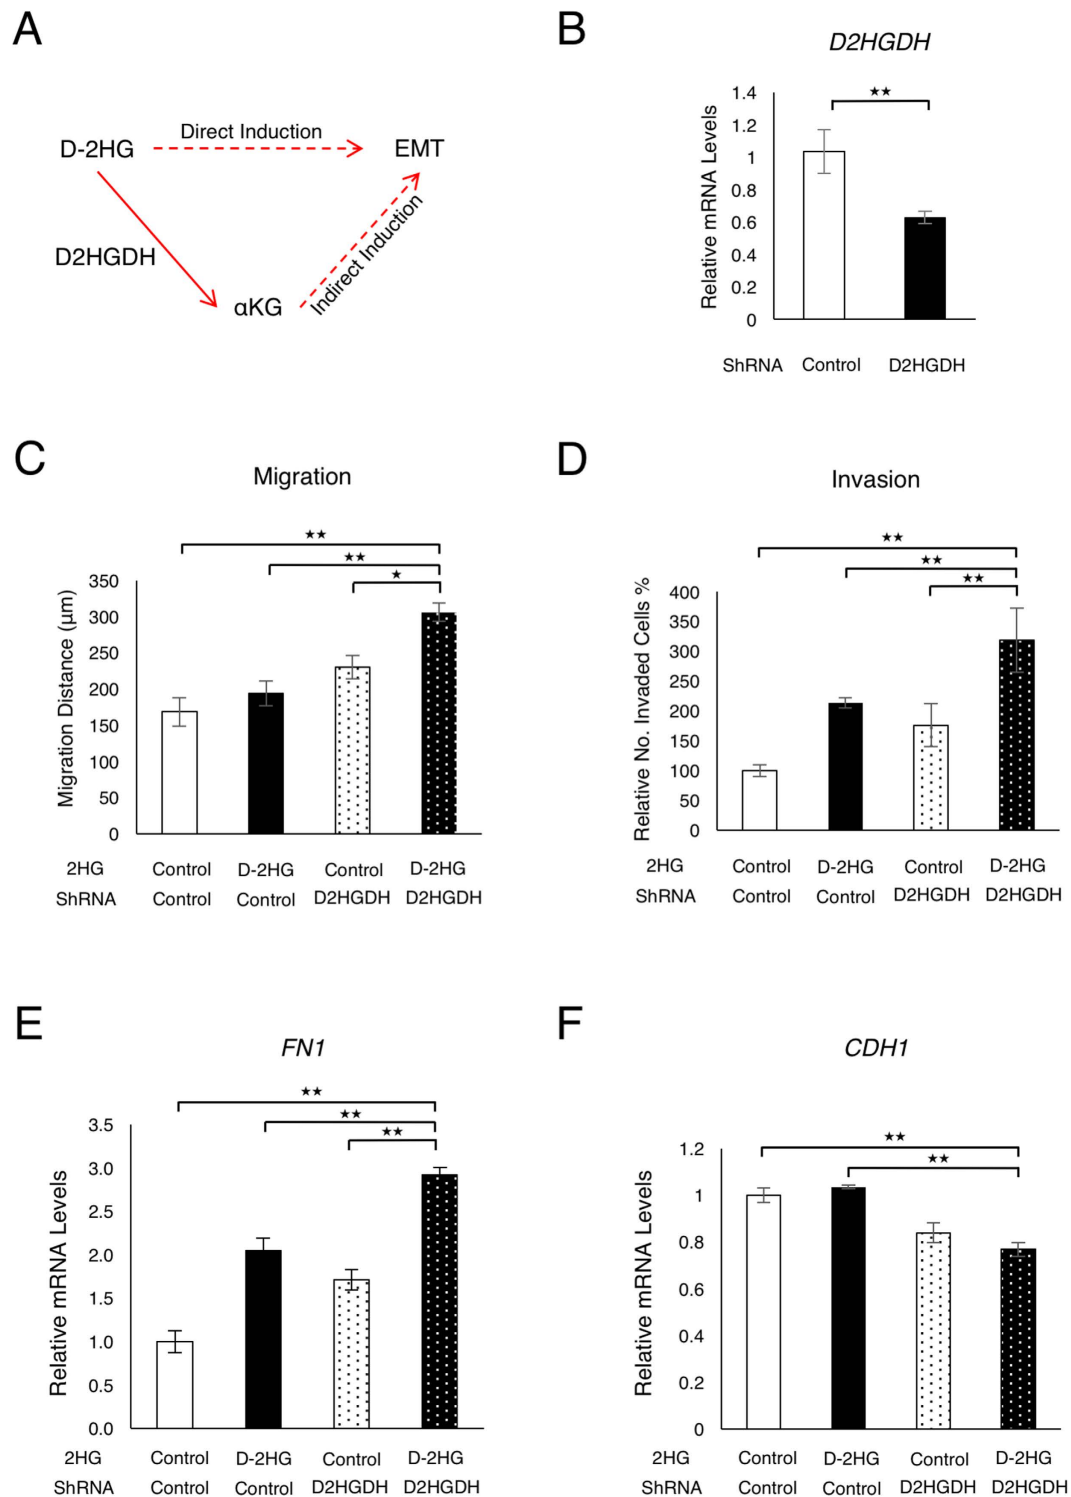 A
Direct Induction
D-2HG
EMT
D2HGDH
αKG
Indirect Induction
B
D2HGDH
★★
Relative mRNA Levels
1.4
1.2
1
0.8
0.6
0.4
0.2
0
ShRNA Control D2HGDH
C
Migration
★★
★★
★
Migration Distance (µm)
350
300
250
200
150
100
50
0
2HG Control D-2HG Control D-2HG
ShRNA Control Control D2HGDH D2HGDH
D
Invasion
★★
★★
★★
Relative No. Invaded Cells %
400
350
300
250
200
150
100
50
0
2HG Control D-2HG Control D-2HG
ShRNA Control Control D2HGDH D2HGDH
E
FN1
★★
★★
★★
Relative mRNA Levels
3.5
3.0
2.5
2.0
1.5
1.0
0.5
0.0
2HG Control D-2HG Control D-2HG
ShRNA Control Control D2HGDH D2HGDH
F
CDH1
★★
★★
Relative mRNA Levels
1.2
1
0.8
0.6
0.4
0.2
0
2HG Control D-2HG Control D-2HG
ShRNA Control Control D2HGDH D2HGDH